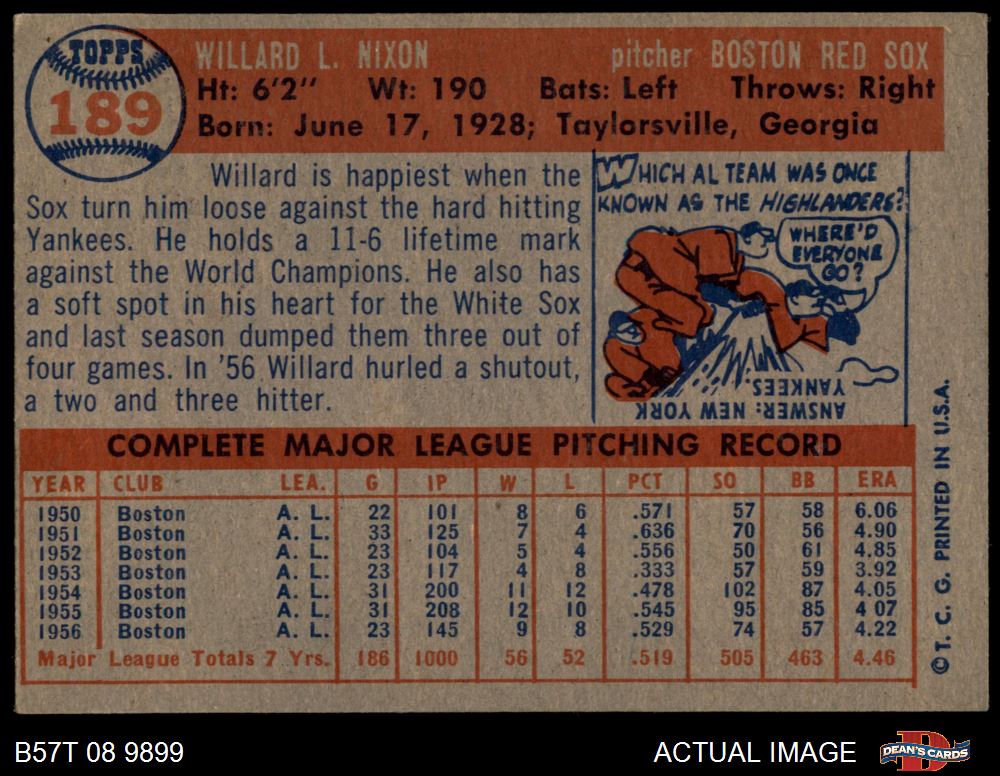 TOPPS
189
WILLARD L. NIXON pitcher BOSTON RED SOX
Ht: 6'2" Wt: 190 Bats: Left Throws: Right
Born: June 17, 1928; Taylorsville, Georgia
Willard is happiest when the
Sox turn him loose against the hard hitting
Yankees. He holds a 11-6 lifetime mark
against the World Champions. He also has
a soft spot in his heart for the White Sox
and last season dumped them three out of
four games. In '56 Willard hurled a shutout,
a two and three hitter.
WHICH AL TEAM WAS ONCE
KNOWN AS THE HIGHLANDERS?
WHERE'D
EVERYONE
GO?
ANSWER: NEW YORK
YANKEES.
COMPLETE MAJOR LEAGUE PITCHING RECORD
YEAR CLUB LEA. G IP W L PCT SO BB ERA
1950 Boston A. L. 22 101 8 6 .571 57 58 6.06
1951 Boston A. L. 33 125 7 4 .636 70 56 4.90
1952 Boston A. L. 23 104 5 4 .556 50 61 4.85
1953 Boston A. L. 23 117 4 8 .333 57 59 3.92
1954 Boston A. L. 31 200 11 12 .478 102 87 4.05
1955 Boston A. L. 31 208 12 10 .545 95 85 4 07
1956 Boston A. L. 23 145 9 8 .529 74 57 4.22
Major League Totals 7 Yrs. 186 1000 56 52 .519 505 463 4.46
© T. C. G. PRINTED IN U.S.A.
B57T 08 9899 ACTUAL IMAGE
D
DEAN'S CARDS